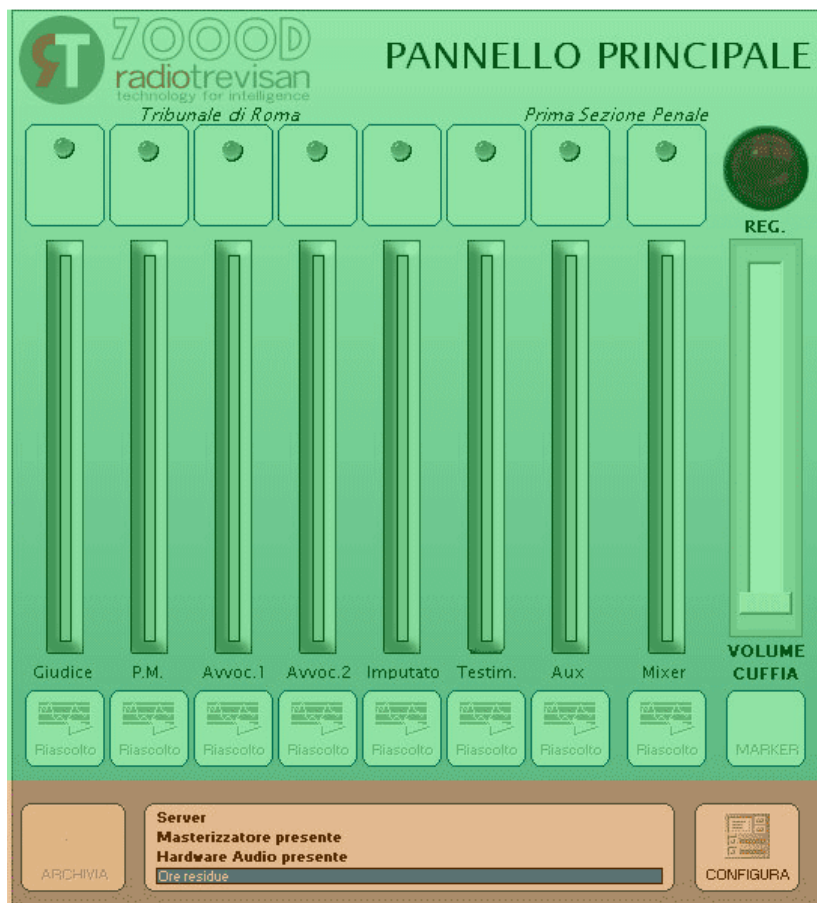 RT 7000D
radiotrevisan
technology for intelligence
PANNELLO PRINCIPALE
Tribunale di Roma Prima Sezione Penale
REG.
Giudice P.M. Avvoc.1 Avvoc.2 Imputato Testim. Aux Mixer
VOLUME
CUFFIA
Riascolto Riascolto Riascolto Riascolto Riascolto Riascolto Riascolto Riascolto MARKER
Server
Masterizzatore presente
Hardware Audio presente
Ore residue
ARCHIVIA CONFIGURA